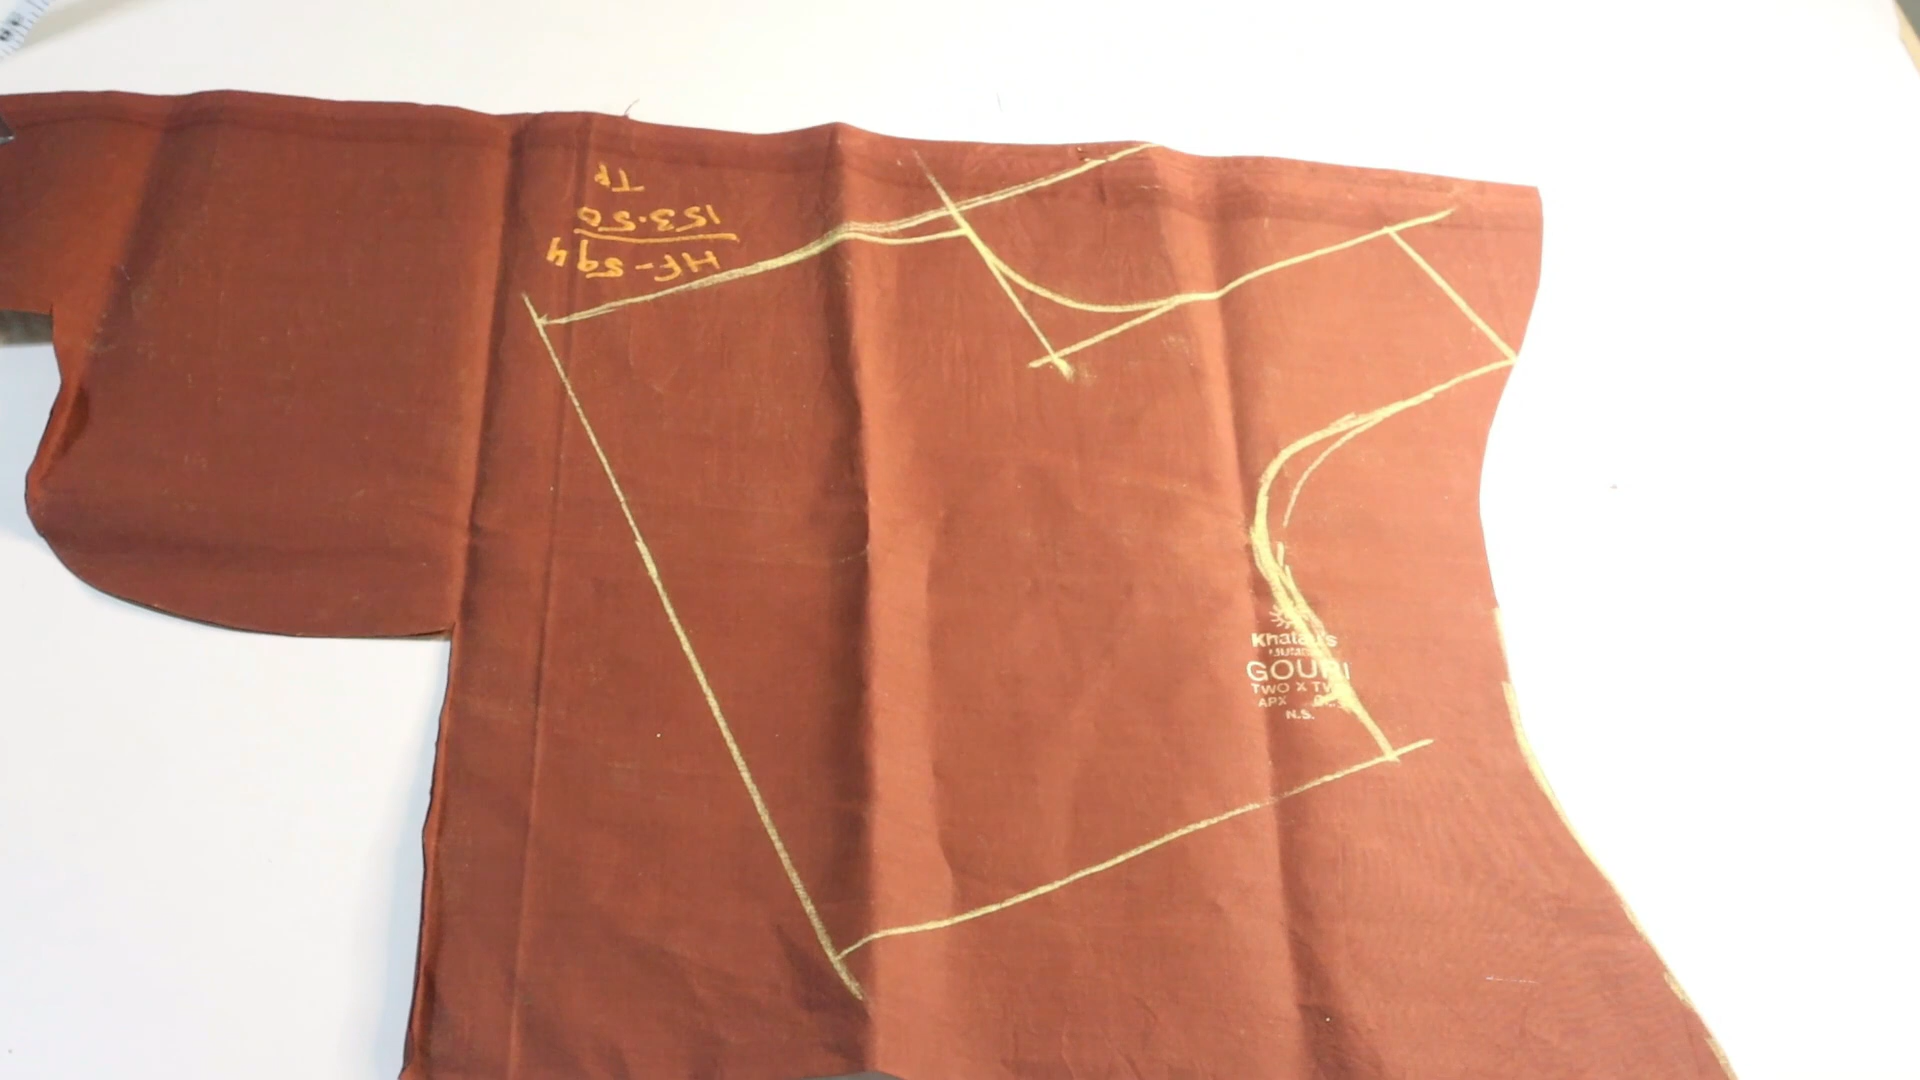 HF-594
153.50
TP
Khatau's
GOURI
TWO X TW
APX
N.S.